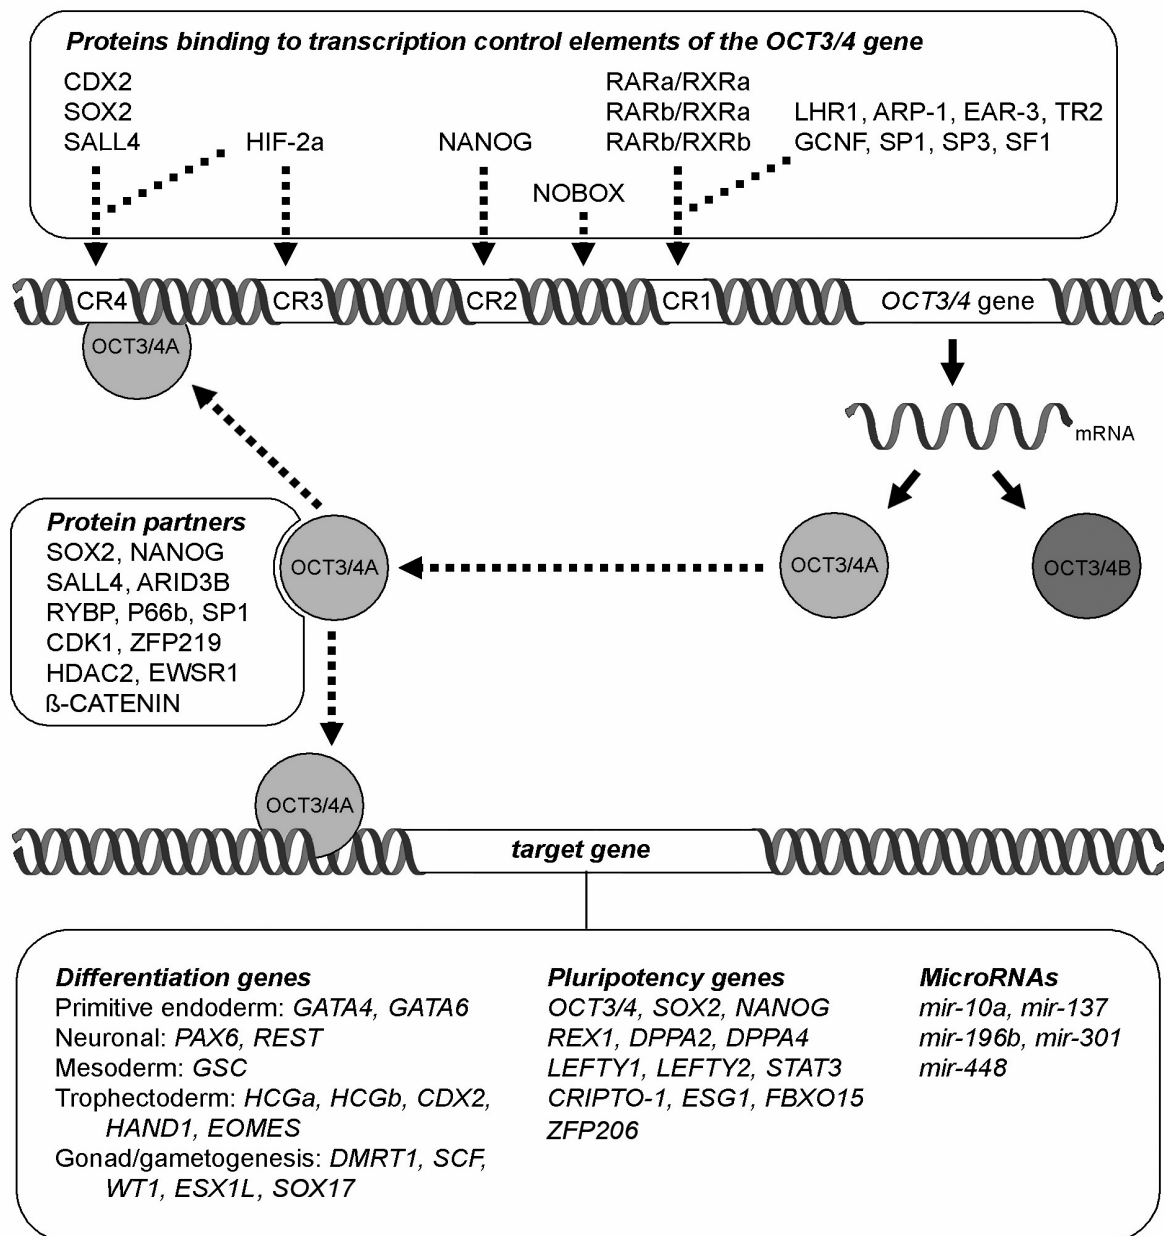 Proteins binding to transcription control elements of the OCT3/4 gene
CDX2
SOX2
SALL4
HIF-2a
NANOG
NOBOX
RARa/RXRa
RARb/RXRa
RARb/RXRb
LHR1, ARP-1, EAR-3, TR2
GCNF, SP1, SP3, SF1
CR4
CR3
CR2
CR1
OCT3/4 gene
OCT3/4A
mRNA
Protein partners
SOX2, NANOG
SALL4, ARID3B
RYBP, P66b, SP1
CDK1, ZFP219
HDAC2, EWSR1
ß-CATENIN
OCT3/4A
OCT3/4A
OCT3/4B
OCT3/4A
target gene
Differentiation genes
Primitive endoderm: GATA4, GATA6
Neuronal: PAX6, REST
Mesoderm: GSC
Trophectoderm: HCGa, HCGb, CDX2,
HAND1, EOMES
Gonad/gametogenesis: DMRT1, SCF,
WT1, ESX1L, SOX17
Pluripotency genes
OCT3/4, SOX2, NANOG
REX1, DPPA2, DPPA4
LEFTY1, LEFTY2, STAT3
CRIPTO-1, ESG1, FBXO15
ZFP206
MicroRNAs
mir-10a, mir-137
mir-196b, mir-301
mir-448